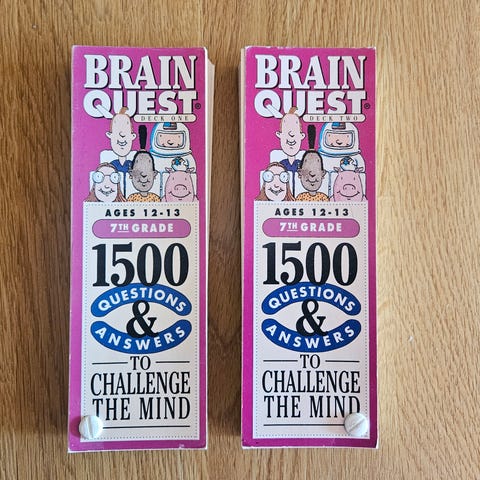 BRAIN
QUEST®
DECK ONE
AGES 12-13
7TH GRADE
1500
QUESTIONS
&
ANSWERS
TO
CHALLENGE
THE MIND
BRAIN
QUEST®
DECK TWO
AGES 12-13
7TH GRADE
1500
QUESTIONS
&
ANSWERS
TO
CHALLENGE
THE MIND